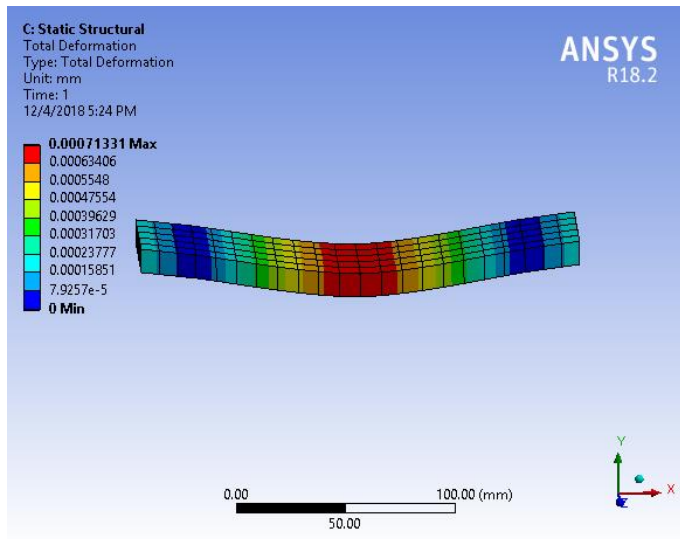 C: Static Structural
Total Deformation
Type: Total Deformation
Unit: mm
Time: 1
12/4/2018 5:24 PM
ANSYS
R18.2
0.00071331 Max
0.00063406
0.0005548
0.00047554
0.00039629
0.00031703
0.00023777
0.00015851
7.9257e-5
0 Min
Y
X
Z
0.00
100.00 (mm)
50.00